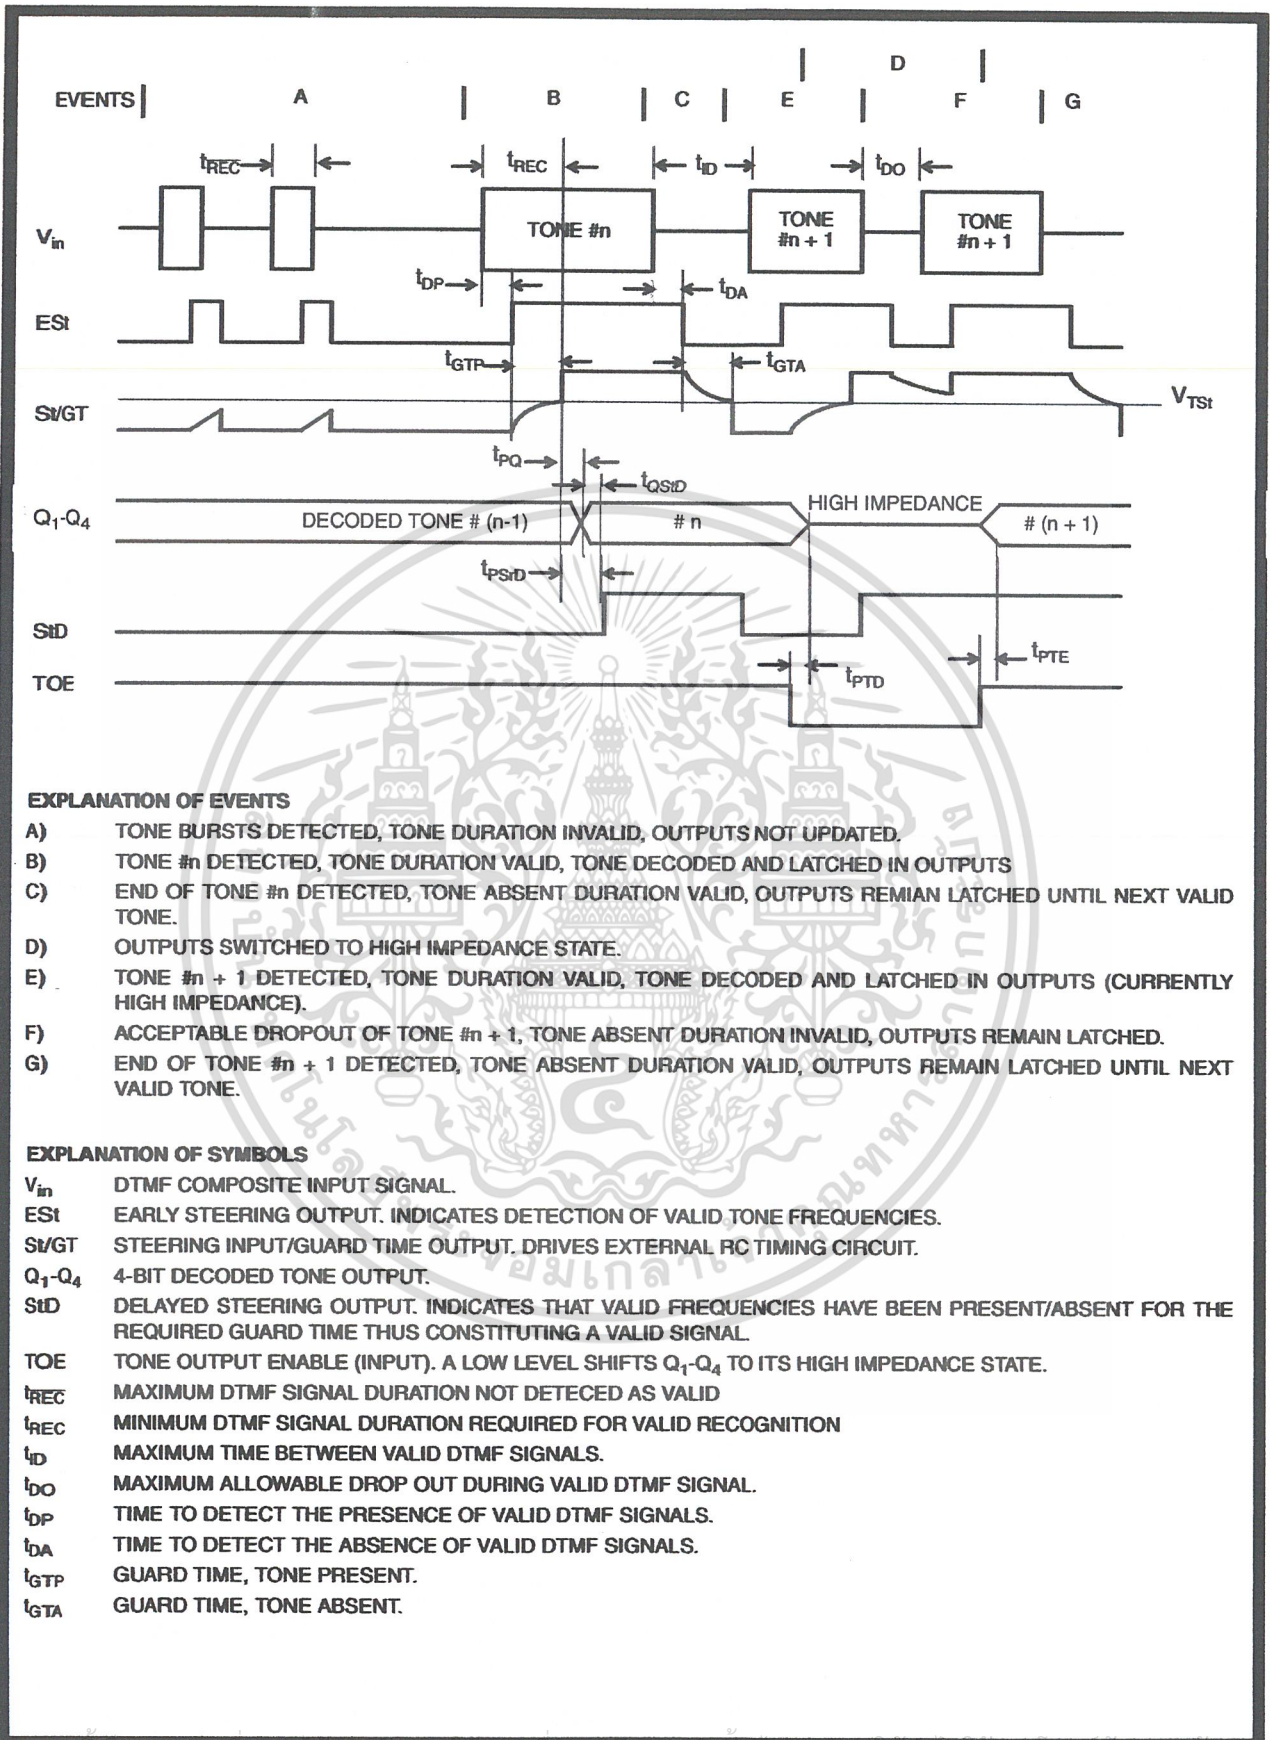 D
EVENTS A B C E F G
tREC tREC tID tDO
Vin TONE #n TONE #n + 1 TONE #n + 1
tDP tDA
ESt
tGTP tGTA
St/GT VTSt
tPQ tQStD
Q1-Q4 DECODED TONE # (n-1) # n HIGH IMPEDANCE # (n + 1)
tPSrD
StD
tPTD tPTE
TOE
EXPLANATION OF EVENTS
A) TONE BURSTS DETECTED, TONE DURATION INVALID, OUTPUTS NOT UPDATED.
B) TONE #n DETECTED, TONE DURATION VALID, TONE DECODED AND LATCHED IN OUTPUTS
C) END OF TONE #n DETECTED, TONE ABSENT DURATION VALID, OUTPUTS REMIAN LATCHED UNTIL NEXT VALID
TONE.
D) OUTPUTS SWITCHED TO HIGH IMPEDANCE STATE.
E) TONE #n + 1 DETECTED, TONE DURATION VALID, TONE DECODED AND LATCHED IN OUTPUTS (CURRENTLY
HIGH IMPEDANCE).
F) ACCEPTABLE DROPOUT OF TONE #n + 1, TONE ABSENT DURATION INVALID, OUTPUTS REMAIN LATCHED.
G) END OF TONE #n + 1 DETECTED, TONE ABSENT DURATION VALID, OUTPUTS REMAIN LATCHED UNTIL NEXT
VALID TONE.
EXPLANATION OF SYMBOLS
Vin DTMF COMPOSITE INPUT SIGNAL.
ESt EARLY STEERING OUTPUT. INDICATES DETECTION OF VALID TONE FREQUENCIES.
St/GT STEERING INPUT/GUARD TIME OUTPUT. DRIVES EXTERNAL RC TIMING CIRCUIT.
Q1-Q4 4-BIT DECODED TONE OUTPUT.
StD DELAYED STEERING OUTPUT. INDICATES THAT VALID FREQUENCIES HAVE BEEN PRESENT/ABSENT FOR THE
REQUIRED GUARD TIME THUS CONSTITUTING A VALID SIGNAL.
TOE TONE OUTPUT ENABLE (INPUT). A LOW LEVEL SHIFTS Q1-Q4 TO ITS HIGH IMPEDANCE STATE.
tREC MAXIMUM DTMF SIGNAL DURATION NOT DETECED AS VALID
tREC MINIMUM DTMF SIGNAL DURATION REQUIRED FOR VALID RECOGNITION
tID MAXIMUM TIME BETWEEN VALID DTMF SIGNALS.
tDO MAXIMUM ALLOWABLE DROP OUT DURING VALID DTMF SIGNAL.
tDP TIME TO DETECT THE PRESENCE OF VALID DTMF SIGNALS.
tDA TIME TO DETECT THE ABSENCE OF VALID DTMF SIGNALS.
tGTP GUARD TIME, TONE PRESENT.
tGTA GUARD TIME, TONE ABSENT.